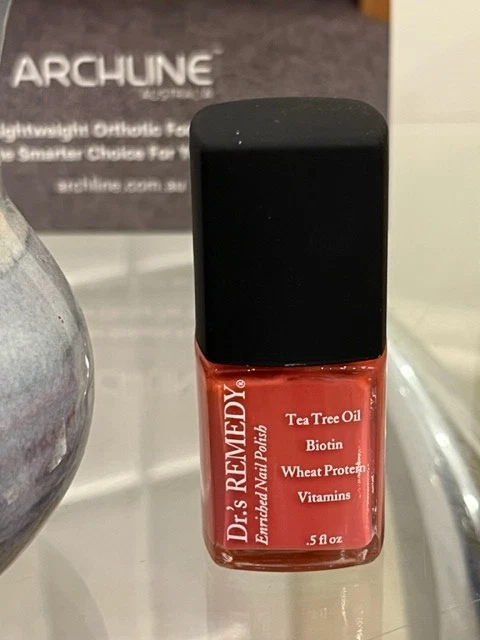 ARCHLINE™
AUSTRALIA
Lightweight Orthotic
Smarter Choice For
archline.com.au
Dr.'s REMEDY®
Enriched Nail Polish
Tea Tree Oil
Biotin
Wheat Protein
Vitamins
.5 fl oz